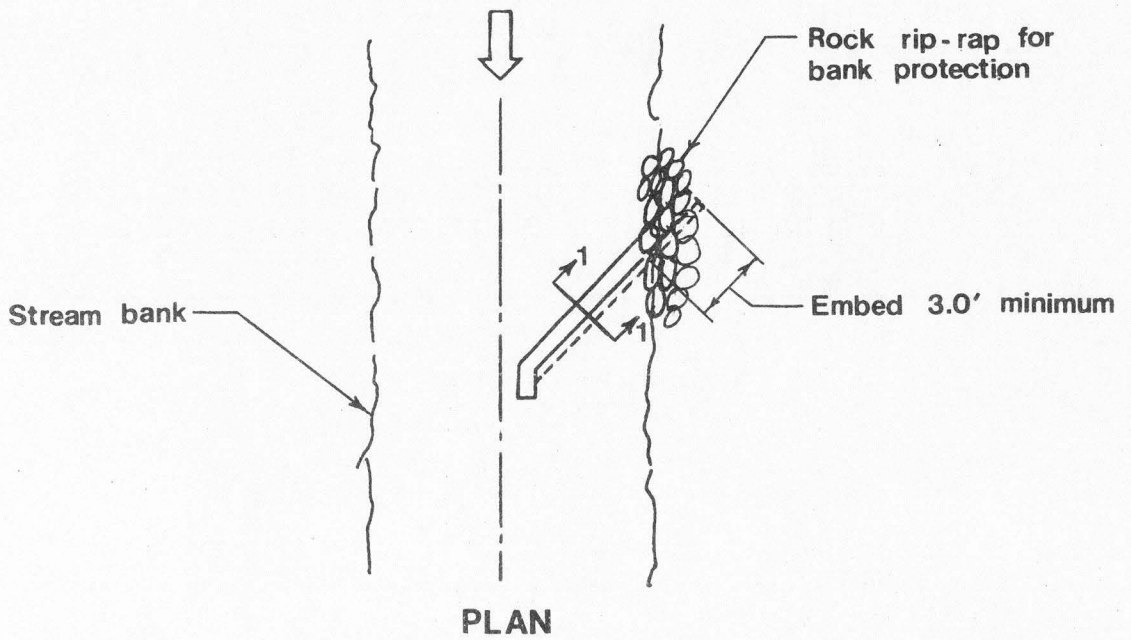 Rock rip-rap for
bank protection
1
1
Stream bank
Embed 3.0' minimum
PLAN